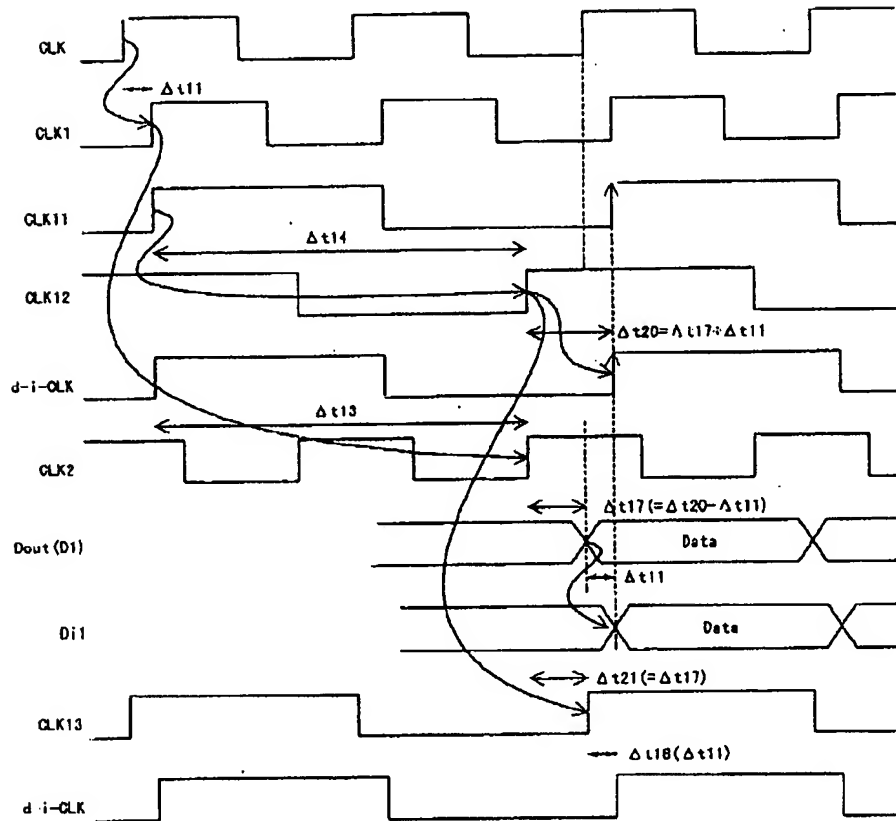 CLK
Δt11
CLK1
CLK11
Δt14
CLK12
Δt20=Δt17+Δt11
d-i-CLK
Δt13
CLK2
Δt17(=Δt20-Δt11)
Dout(D1)
Data
Δt11
Di1
Data
Δt21(=Δt17)
CLK13
Δt18(Δt11)
d-i-CLK